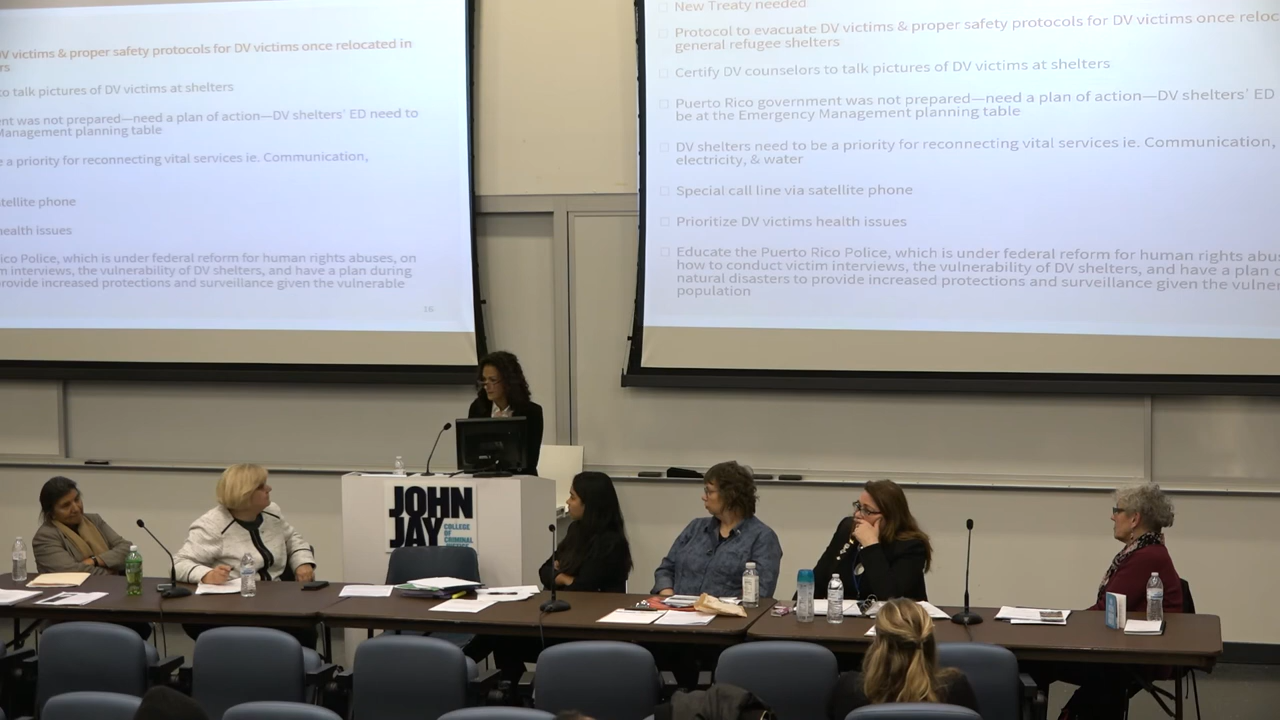 DV victims & proper safety protocols for DV victims once relocated in
rs
to talk pictures of DV victims at shelters
ent was not prepared—need a plan of action—DV shelters' ED need to
Management planning table
e a priority for reconnecting vital services ie. Communication,
tellite phone
health issues
ico Police, which is under federal reform for human rights abuses, on
m interviews, the vulnerability of DV shelters, and have a plan during
provide increased protections and surveillance given the vulnerable
16
New Treaty needed
Protocol to evacuate DV victims & proper safety protocols for DV victims once reloc
general refugee shelters
Certify DV counselors to talk pictures of DV victims at shelters
Puerto Rico government was not prepared—need a plan of action—DV shelters' ED
be at the Emergency Management planning table
DV shelters need to be a priority for reconnecting vital services ie. Communication,
electricity, & water
Special call line via satellite phone
Prioritize DV victims health issues
Educate the Puerto Rico Police, which is under federal reform for human rights abus
how to conduct victim interviews, the vulnerability of DV shelters, and have a plan d
natural disasters to provide increased protections and surveillance given the vulner
population
JOHN
JAY
COLLEGE
OF
CRIMINAL